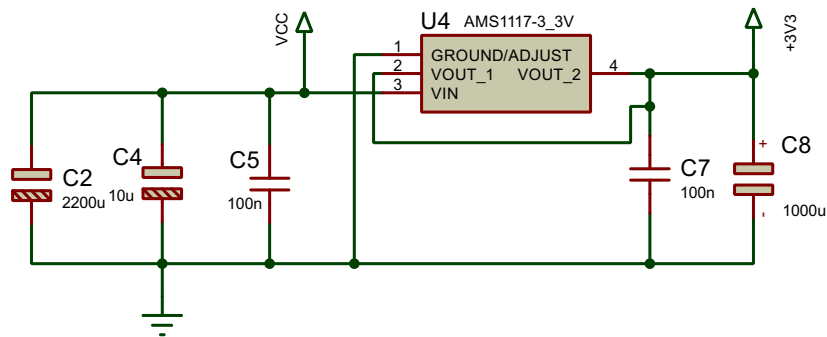 U4 AMS1117-3_3V
VCC
+3V3
1 GROUND/ADJUST
2 VOUT_1 VOUT_2 4
3 VIN
C2
2200u
C4
10u
C5
100n
C7
100n
+
C8
-
1000u